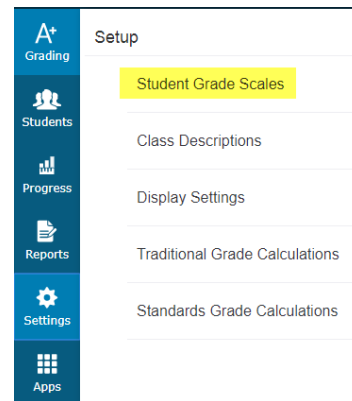 A+
Grading
Students
Progress
Reports
Settings
Apps
Setup
Student Grade Scales
Class Descriptions
Display Settings
Traditional Grade Calculations
Standards Grade Calculations